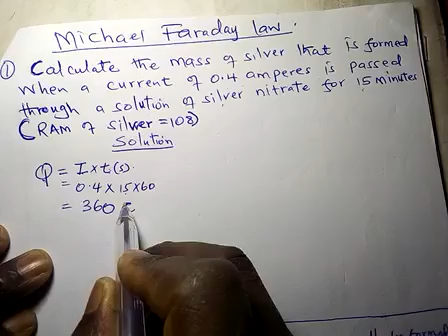 Michael Faraday law.
① Calculate the mass of silver that is formed
When a current of 0.4 amperes is passed
through a solution of silver nitrate for 15 minutes
(RAM of silver = 108)
Solution
Q = I x t(s).
= 0.4 x 15 x 60
= 360